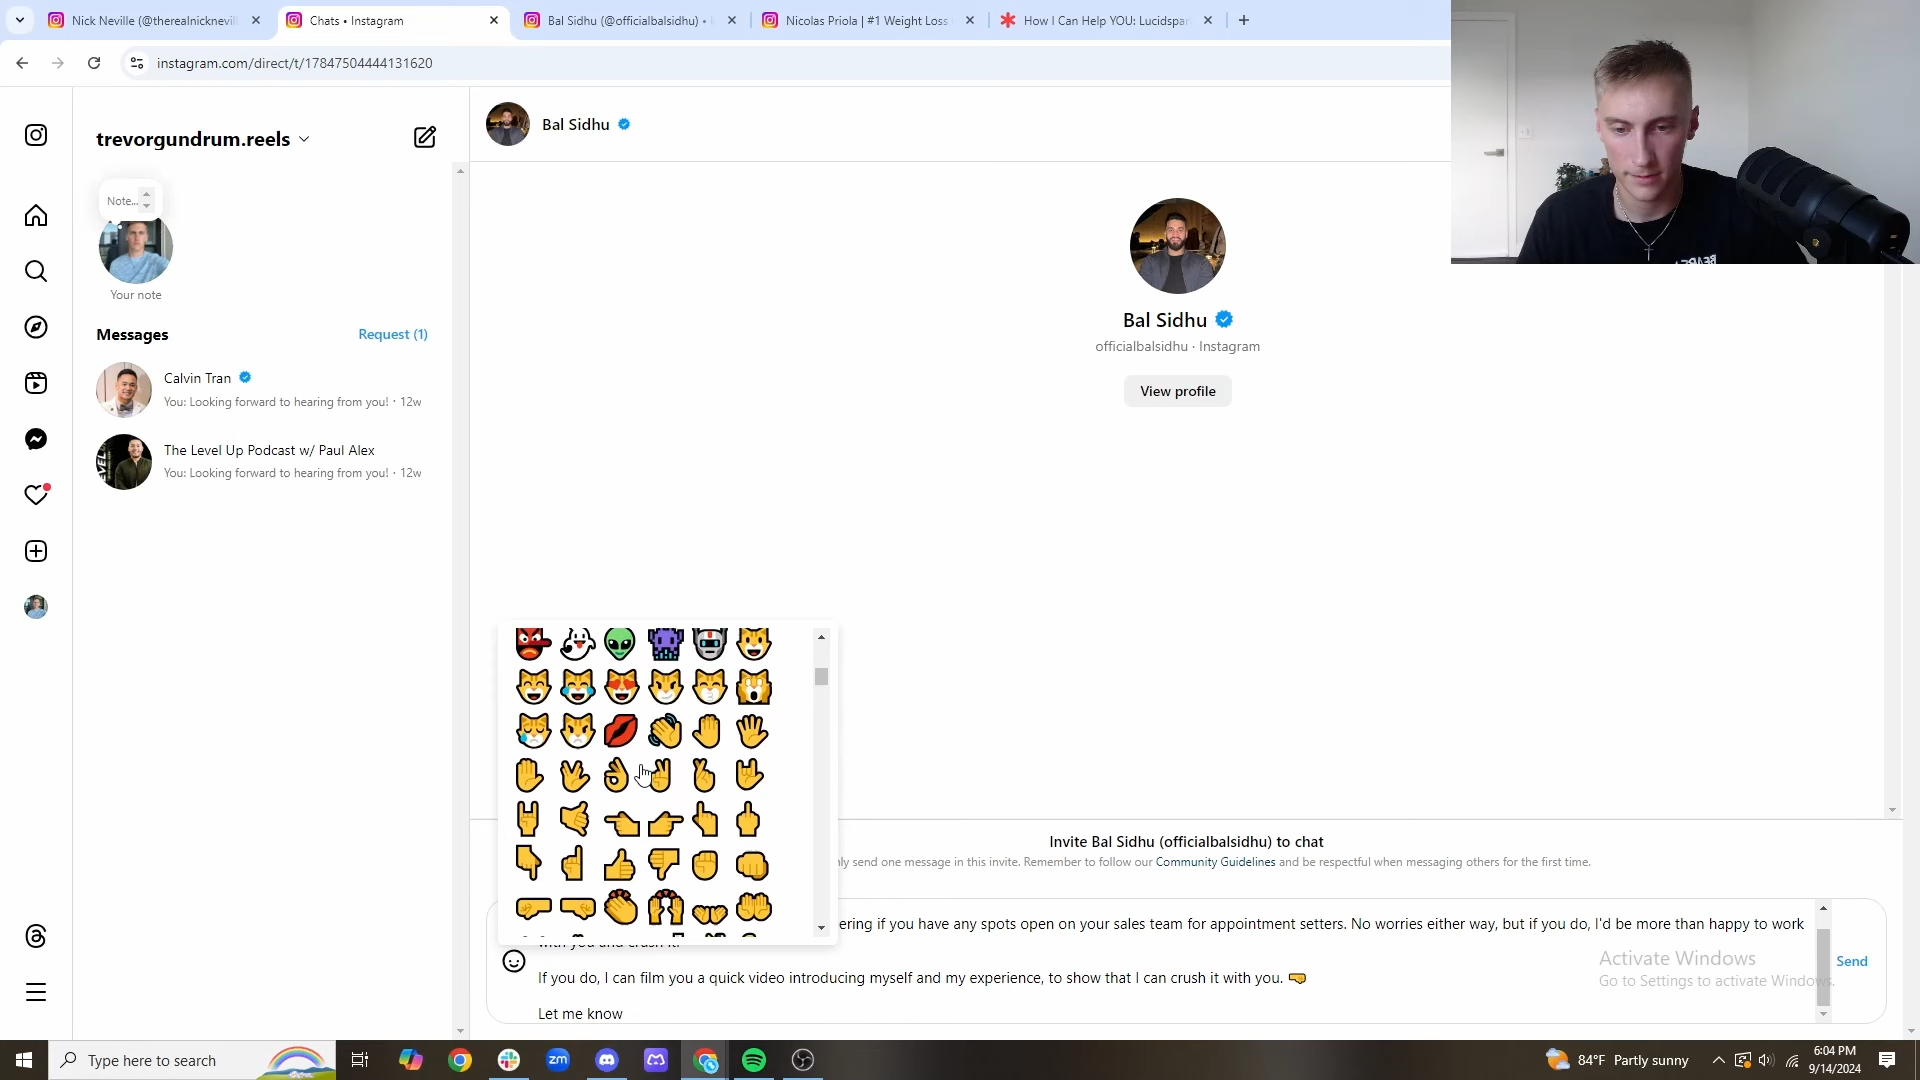 Nick Neville (@therealnicknevill
Chats • Instagram
Bal Sidhu (@officialbalsidhu) •
Nicolas Priola | #1 Weight Loss
How I Can Help YOU: Lucidspar
instagram.com/direct/t/17847504444131620
trevorgundrum.reels
Bal Sidhu
Note...
Your note
Messages
Request (1)
Calvin Tran
You: Looking forward to hearing from you! · 12w
The Level Up Podcast w/ Paul Alex
You: Looking forward to hearing from you! · 12w
Bal Sidhu
officialbalsidhu · Instagram
View profile
Invite Bal Sidhu (officialbalsidhu) to chat
only send one message in this invite. Remember to follow our Community Guidelines and be respectful when messaging others for the first time.
ering if you have any spots open on your sales team for appointment setters. No worries either way, but if you do, I'd be more than happy to work
with you and crush it!
If you do, I can film you a quick video introducing myself and my experience, to show that I can crush it with you. 🤜
Let me know
Send
Activate Windows
Go to Settings to activate Windows.
Type here to search
zm
84°F Partly sunny
6:04 PM
9/14/2024